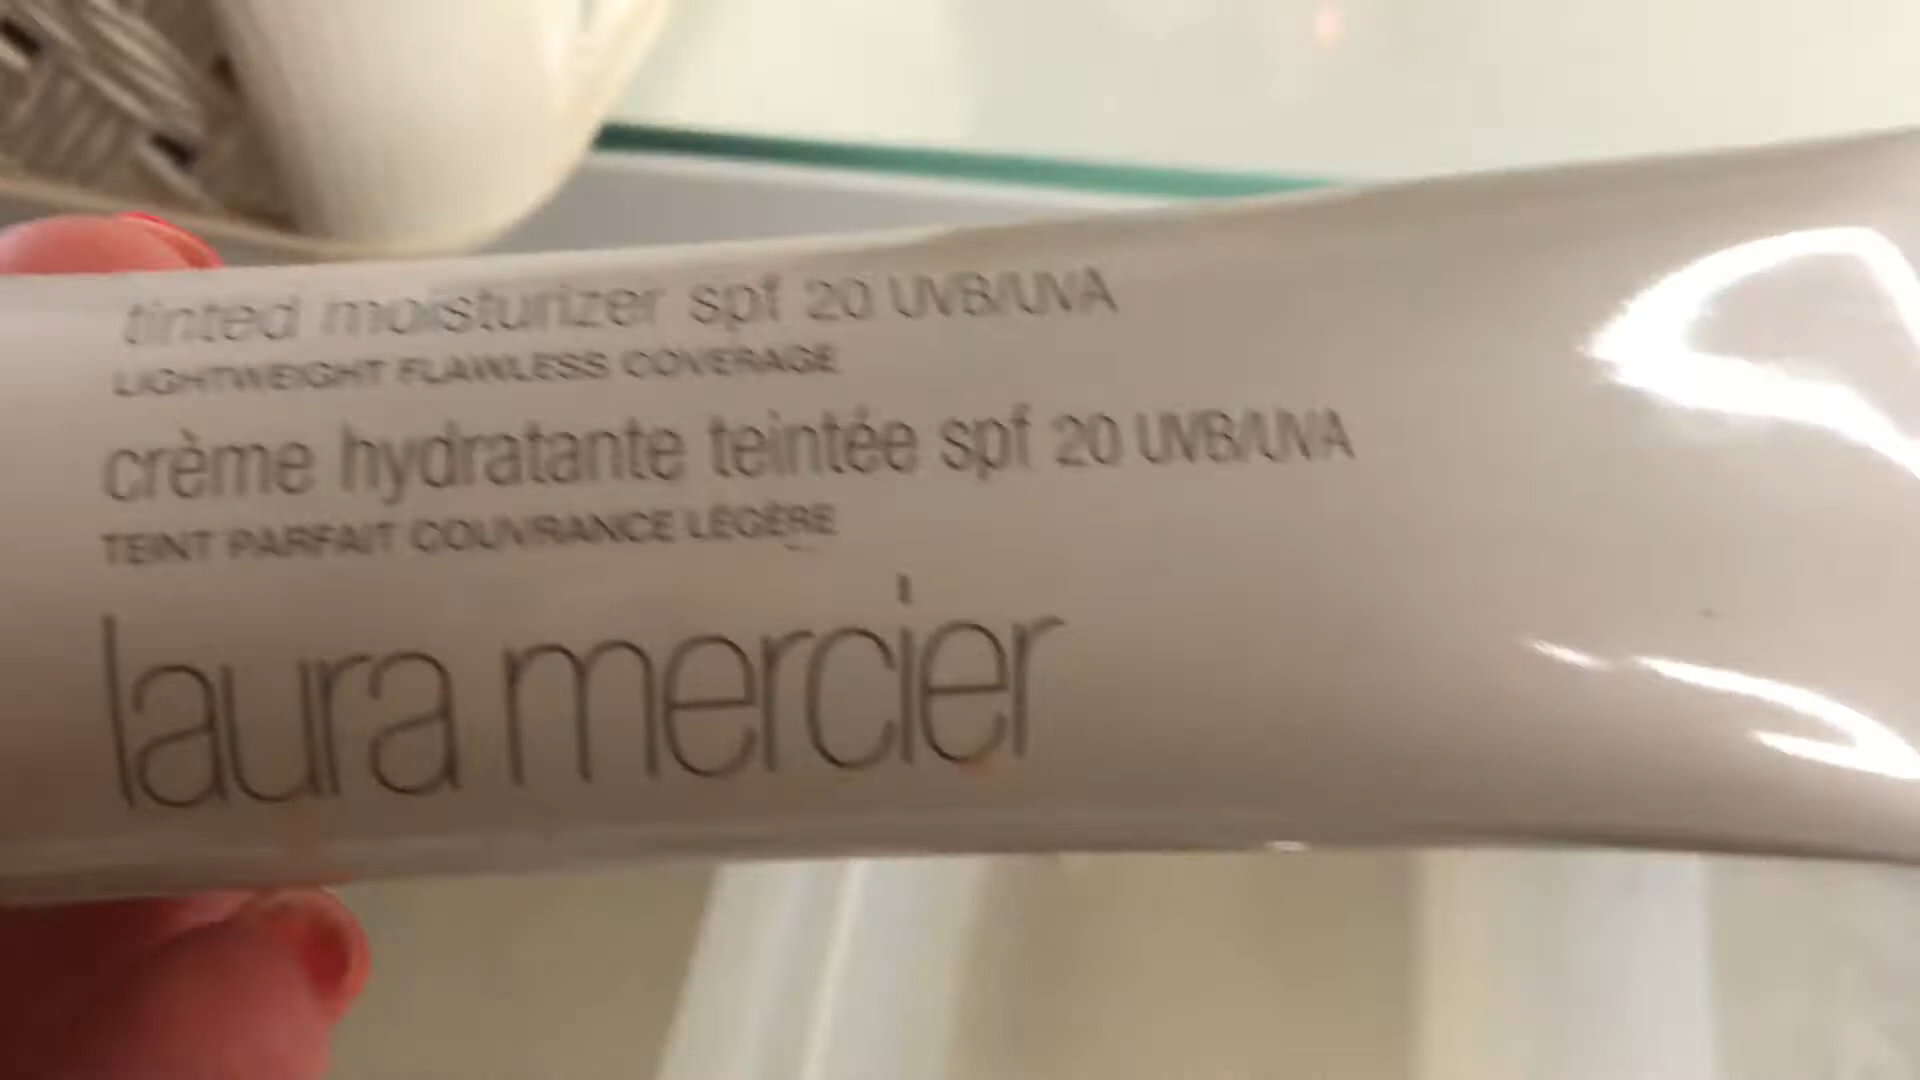 tinted moisturizer spf 20 UVB/UVA
LIGHTWEIGHT FLAWLESS COVERAGE
crème hydratante teintée spf 20 UVB/UVA
TEINT PARFAIT COUVRANCE LÉGÈRE
laura mercier